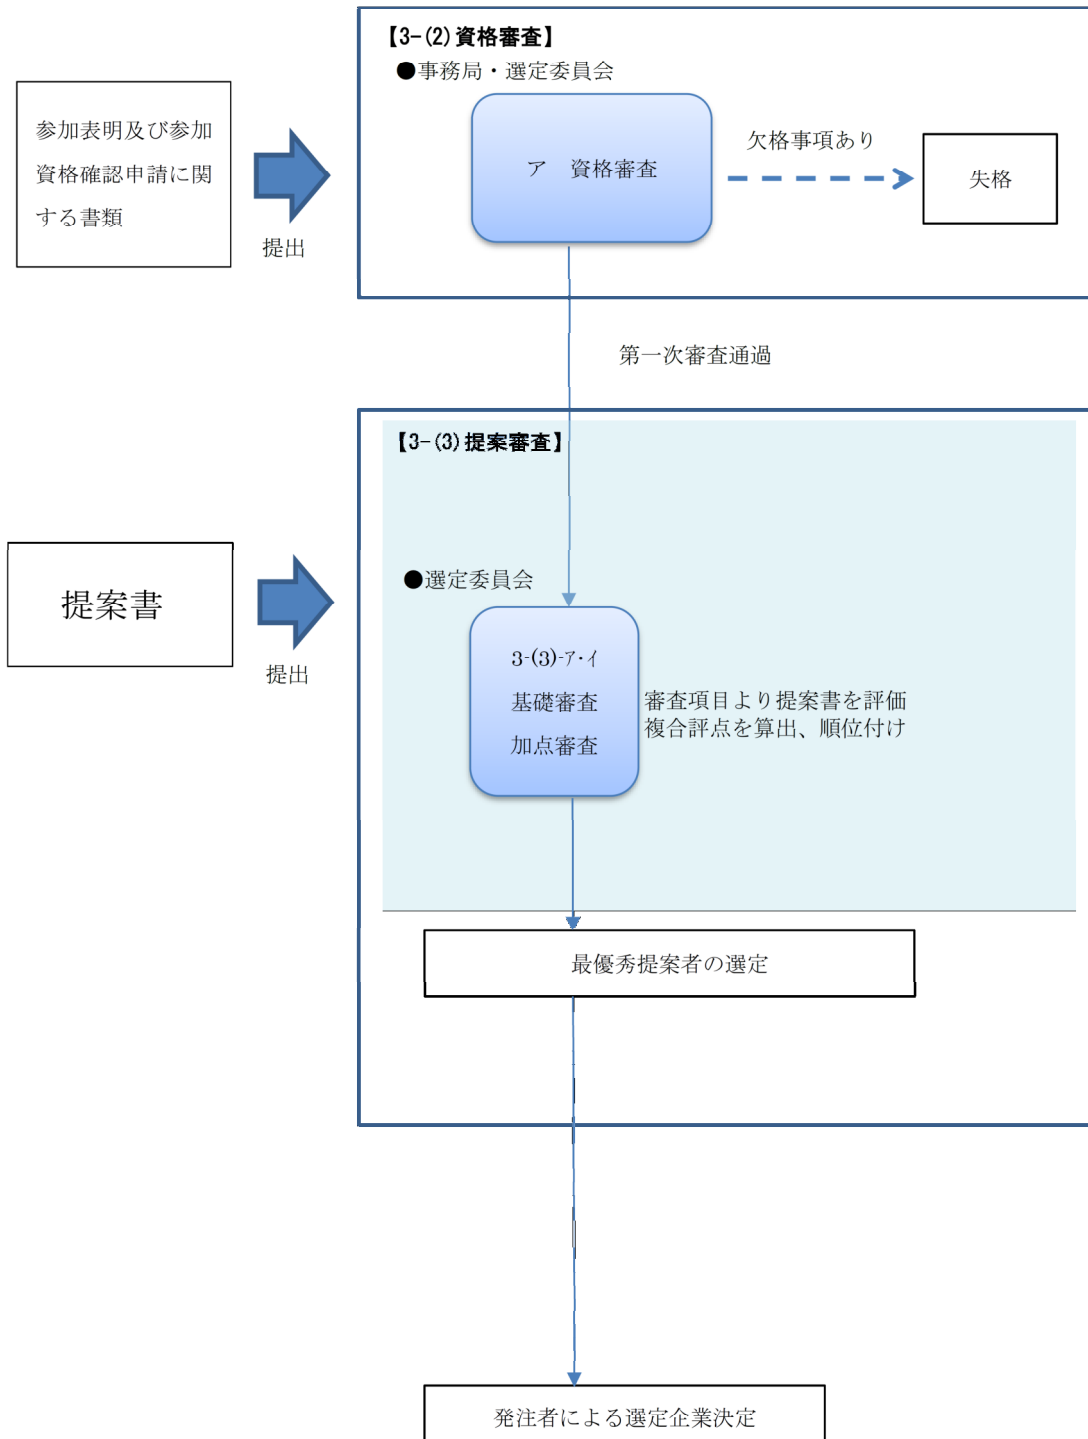 【3-(2)資格審査】
●事務局・選定委員会
参加表明及び参加
資格確認申請に関
する書類
提出
ア　資格審査
欠格事項あり
失格
第一次審査通過
【3-(3)提案審査】
●選定委員会
提案書
提出
3-(3)-ア・イ
基礎審査
加点審査
審査項目より提案書を評価
複合評点を算出、順位付け
最優秀提案者の選定
発注者による選定企業決定